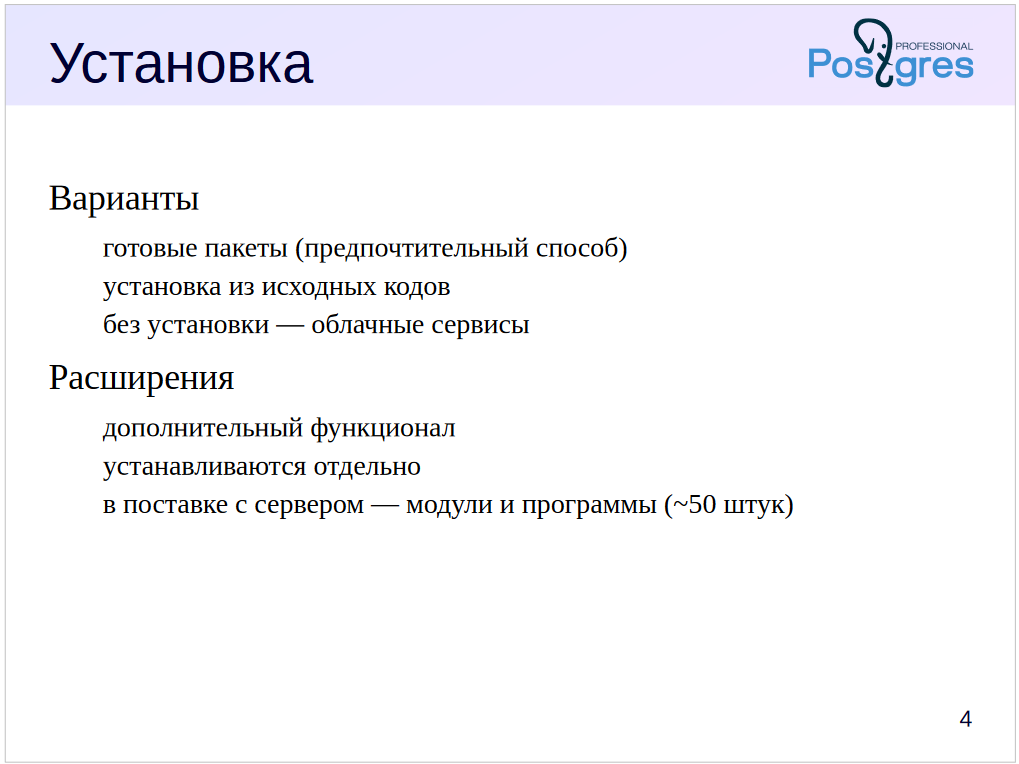 Установка
PROFESSIONAL
Postgres
Варианты
готовые пакеты (предпочтительный способ)
установка из исходных кодов
без установки — облачные сервисы
Расширения
дополнительный функционал
устанавливаются отдельно
в поставке с сервером — модули и программы (~50 штук)
4